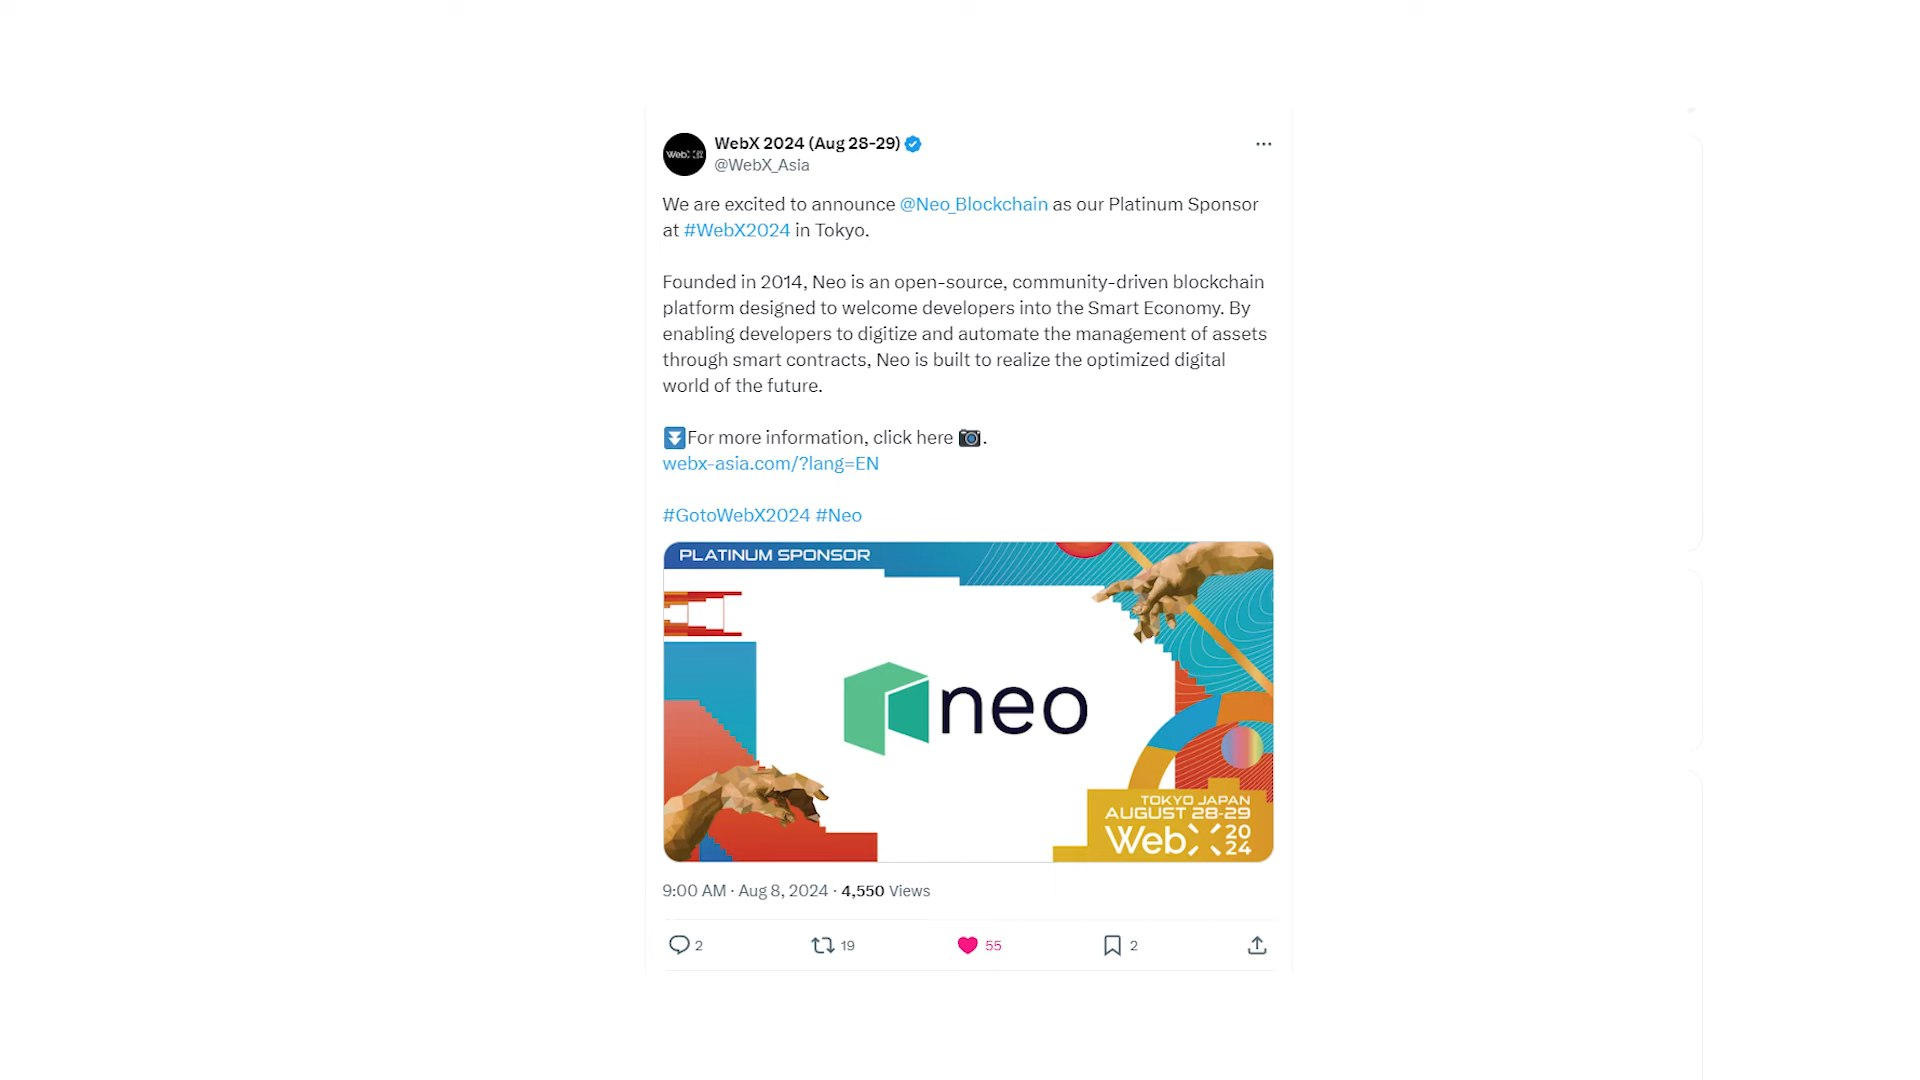 WebX 2024 (Aug 28-29)
@WebX_Asia
We are excited to announce @Neo_Blockchain as our Platinum Sponsor
at #WebX2024 in Tokyo.
Founded in 2014, Neo is an open-source, community-driven blockchain
platform designed to welcome developers into the Smart Economy. By
enabling developers to digitize and automate the management of assets
through smart contracts, Neo is built to realize the optimized digital
world of the future.
⏬For more information, click here 📷.
webx-asia.com/?lang=EN
#GotoWebX2024 #Neo
PLATINUM SPONSOR
neo
TOKYO JAPAN
AUGUST 28-29
WebX 2024
9:00 AM · Aug 8, 2024 · 4,550 Views
2 19 55 2